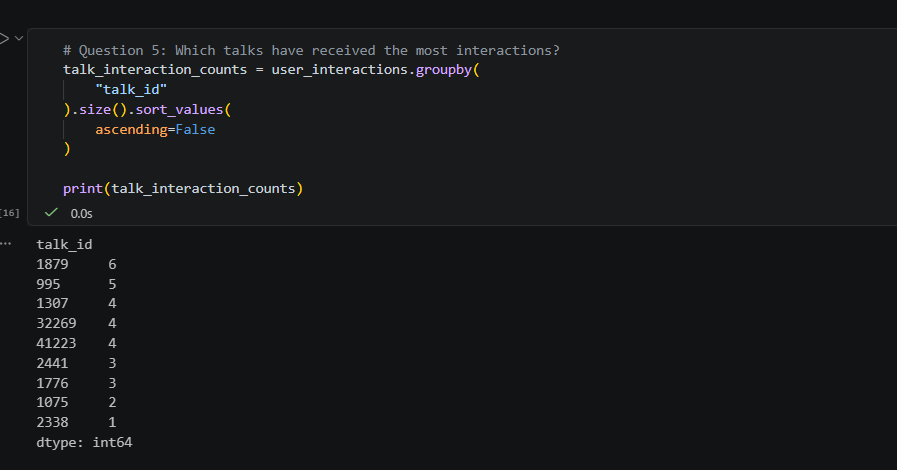 # Question 5: Which talks have received the most interactions?
talk_interaction_counts = user_interactions.groupby(
"talk_id"
).size().sort_values(
ascending=False
)
print(talk_interaction_counts)
[16]
0.0s
...
talk_id
1879 6
995 5
1307 4
32269 4
41223 4
2441 3
1776 3
1075 2
2338 1
dtype: int64